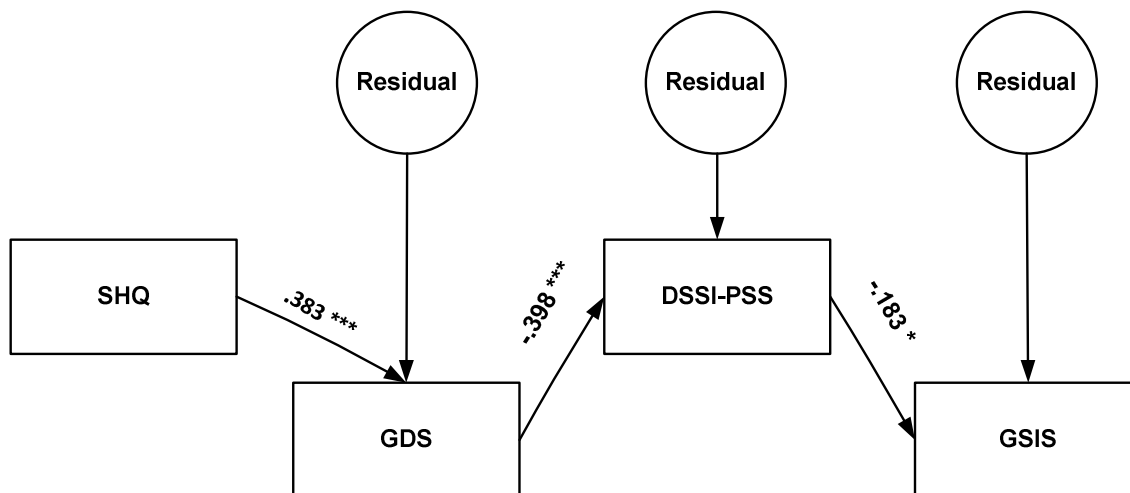 Residual
Residual
Residual
SHQ
.383 ***
-.398 ***
DSSI-PSS
-.183 *
GDS
GSIS